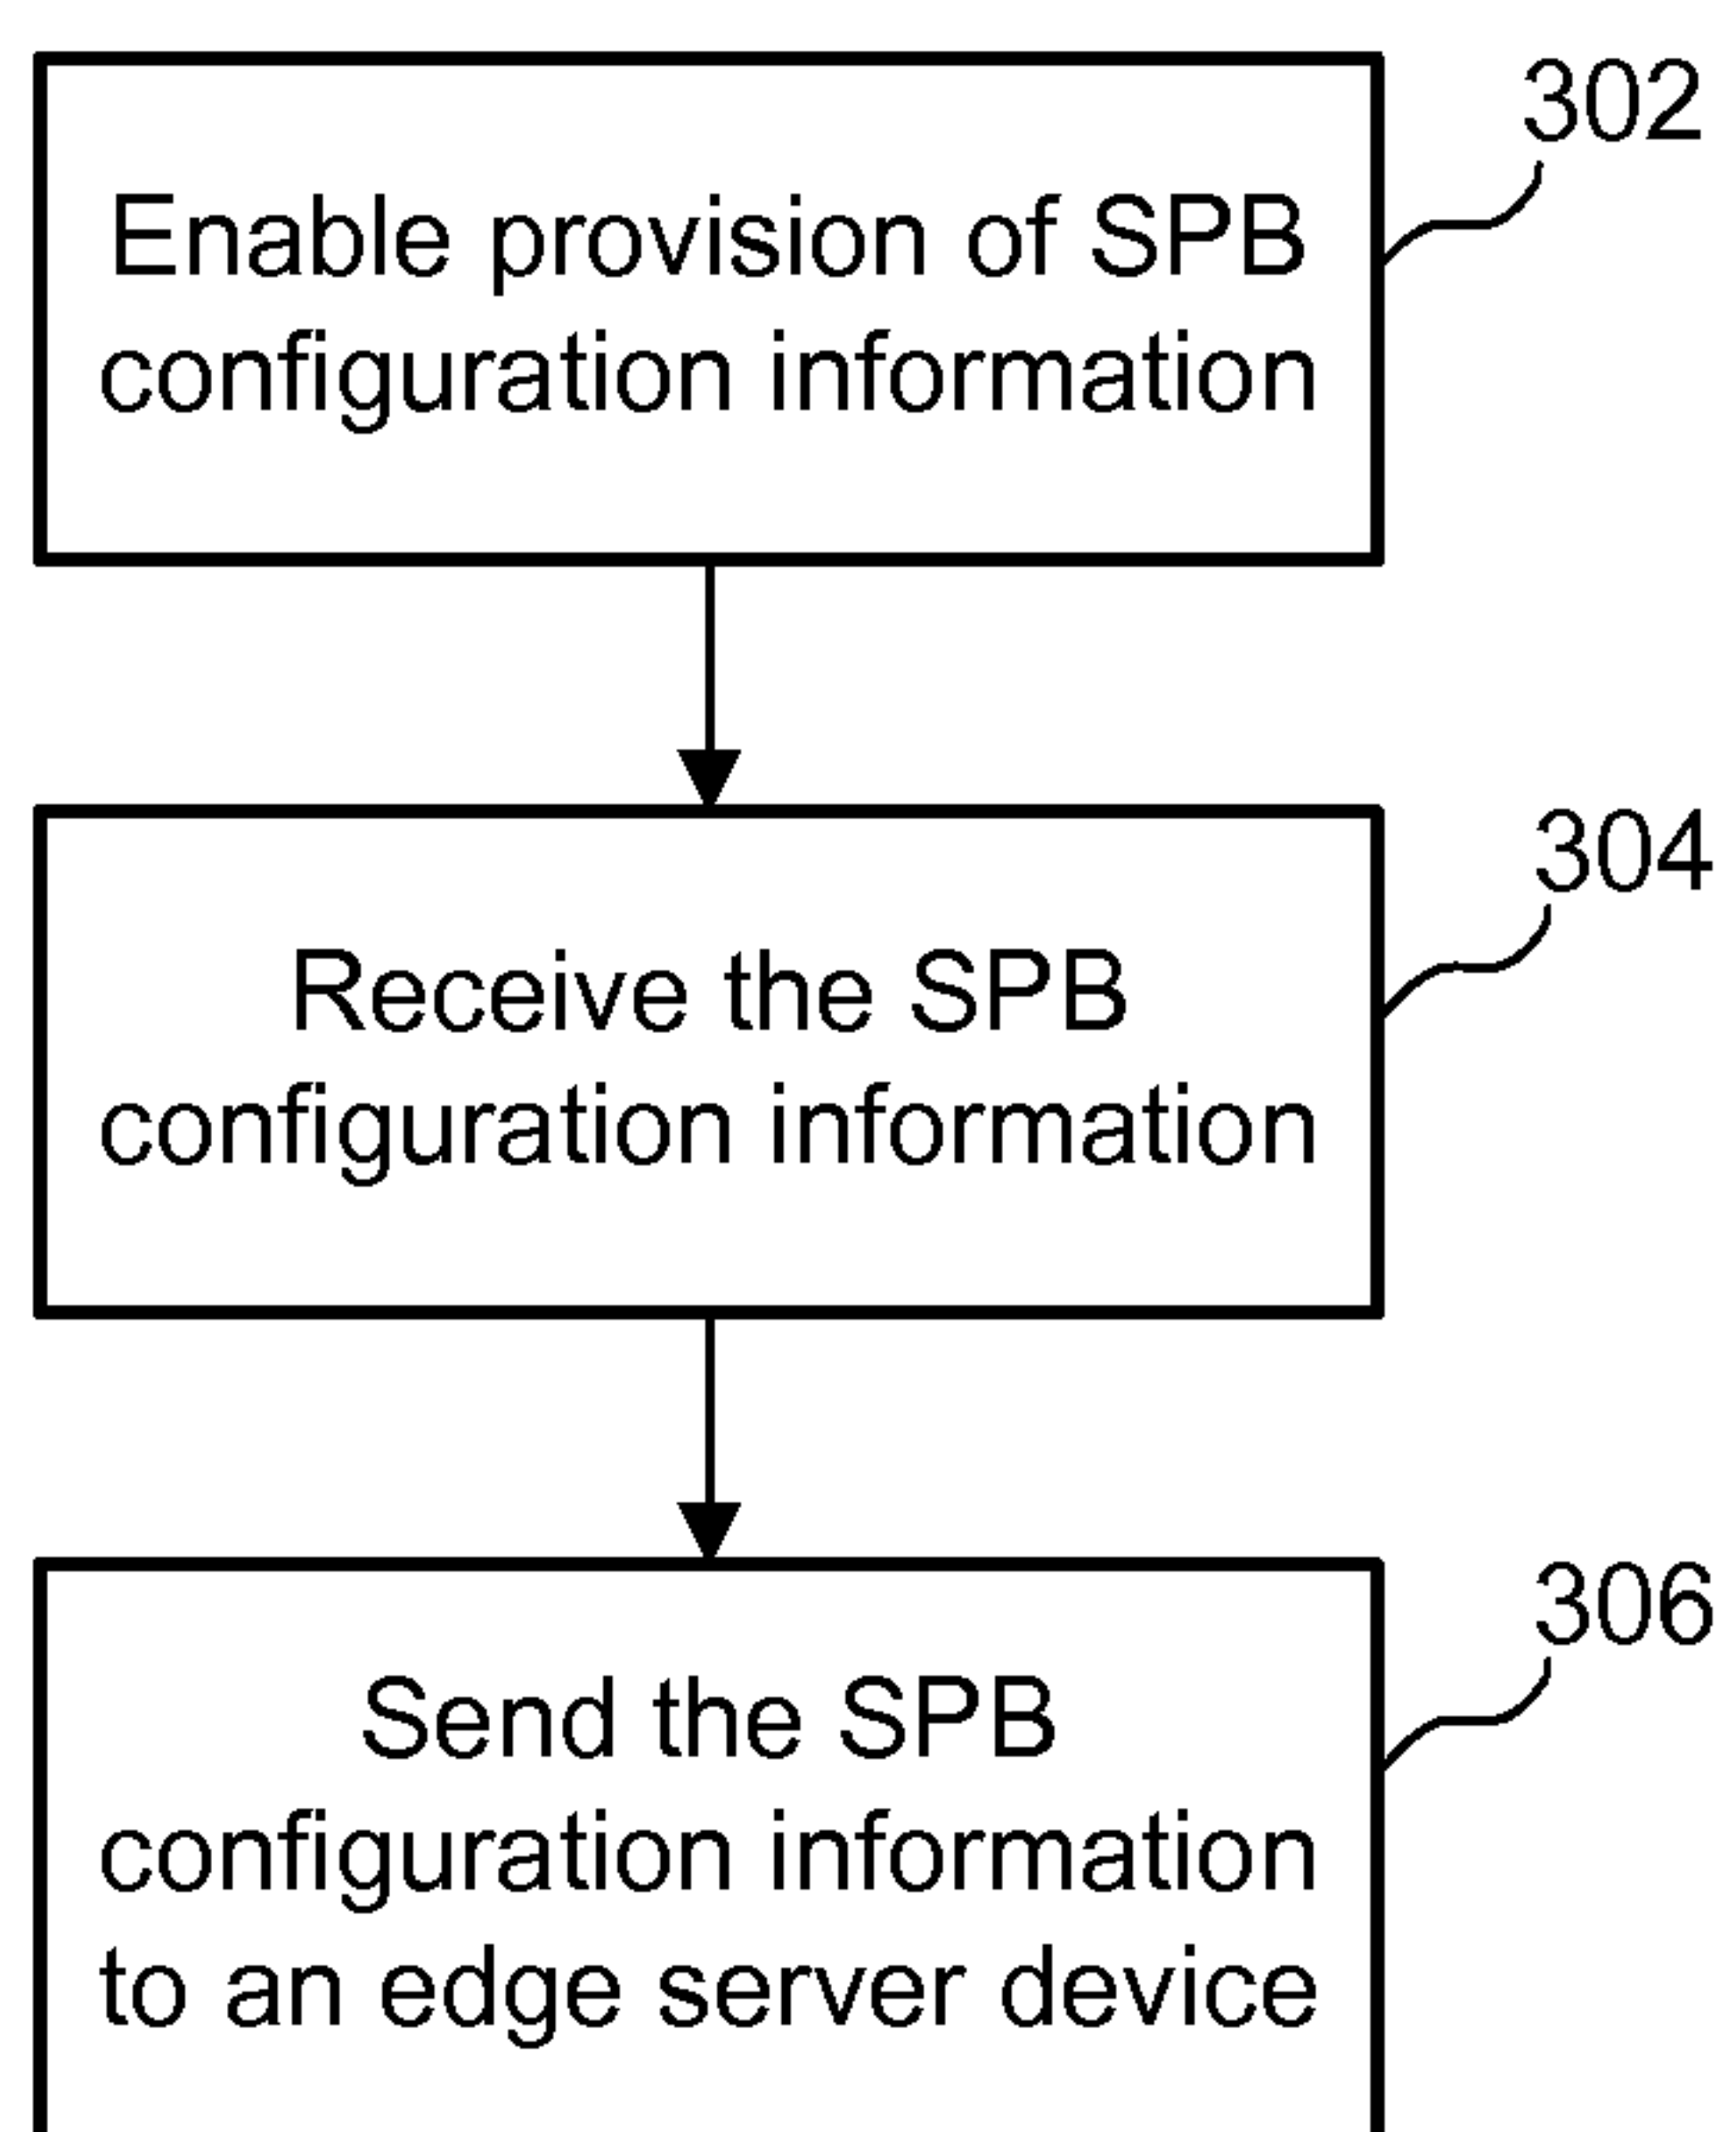 302
Enable provision of SPB
configuration information
304
Receive the SPB
configuration information
306
Send the SPB
configuration information
to an edge server device